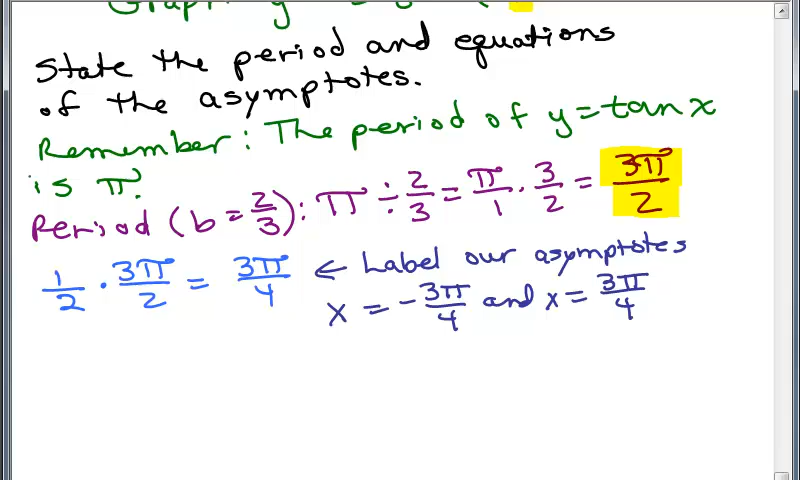 State the period and equations
of the asymptotes.
Remember: The period of y=tanx
is π.
Period (b=2/3): π ÷ 2/3 = π/1 · 3/2 = 3π/2
1/2 · 3π/2 = 3π/4 ← Label our asymptotes
x = -3π/4 and x = 3π/4